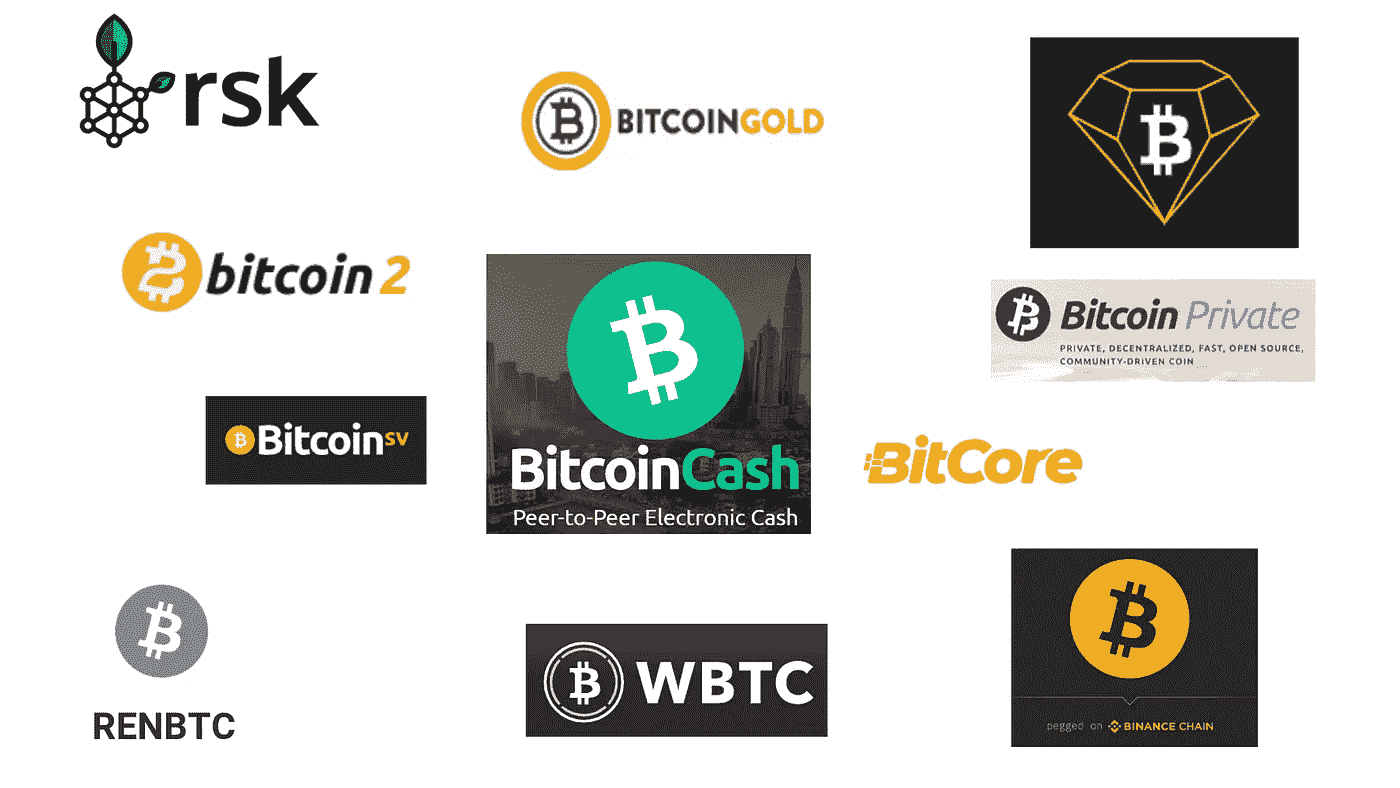 rsk
BITCOINGOLD
bitcoin 2
Bitcoin Private
PRIVATE, DECENTRALIZED, FAST, OPEN SOURCE,
COMMUNITY-DRIVEN COIN
BitcoinSV
BitcoinCash
Peer-to-Peer Electronic Cash
BitCore
RENBTC
WBTC
pegged on BINANCE CHAIN